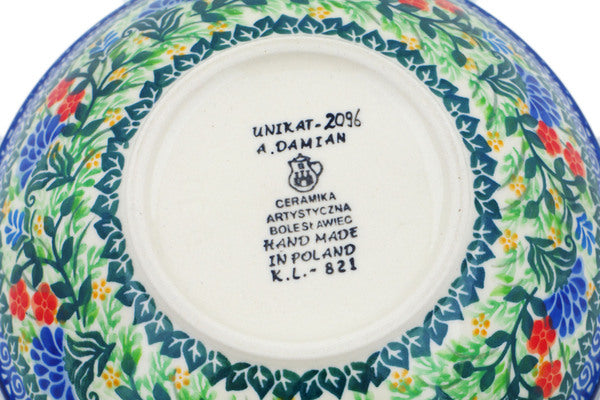 UNIKAT-2096
A.DAMIAN
CERAMIKA
ARTYSTYCZNA
BOLESŁAWIEC
HAND MADE
IN POLAND
K.L.-821